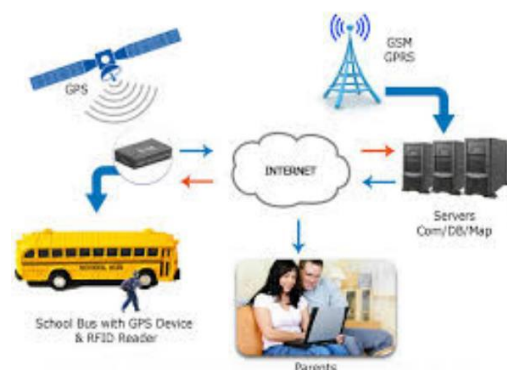 GPS
GSM
GPRS
INTERNET
SCHOOL BUS
Servers
Com/DB/Map
School Bus with GPS Device
& RFID Reader
Parents